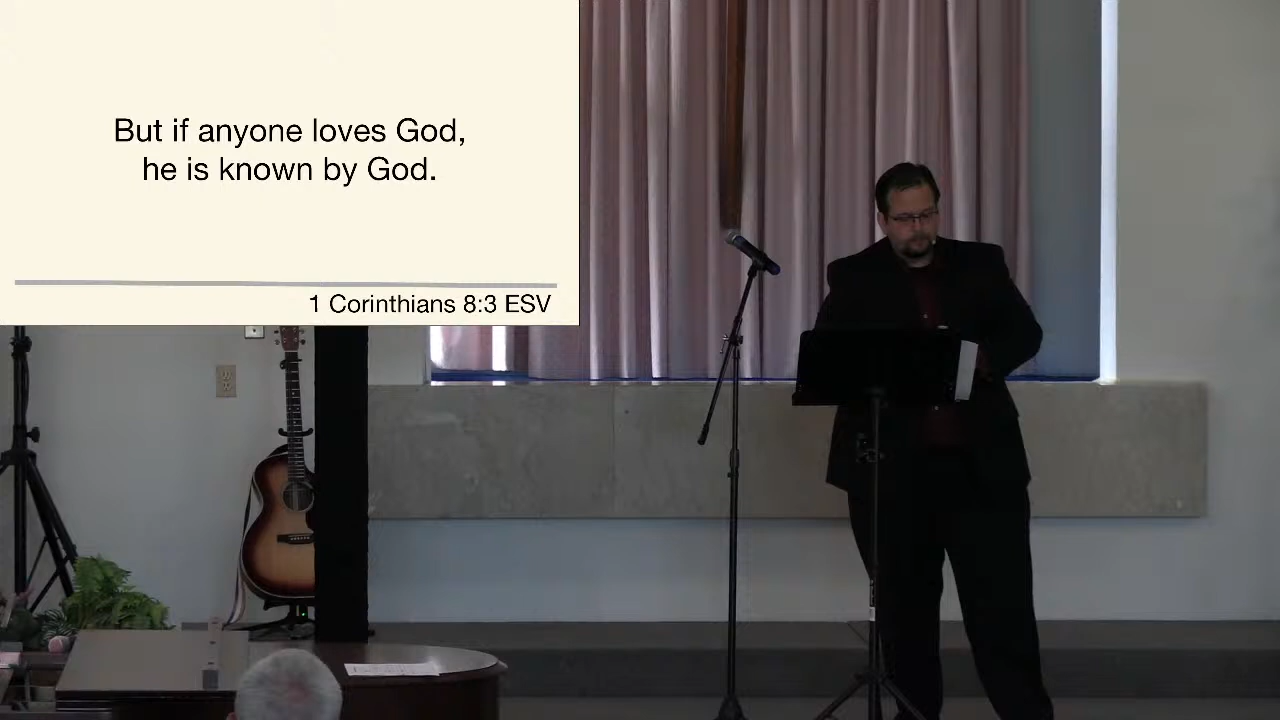 But if anyone loves God,
he is known by God.
1 Corinthians 8:3 ESV